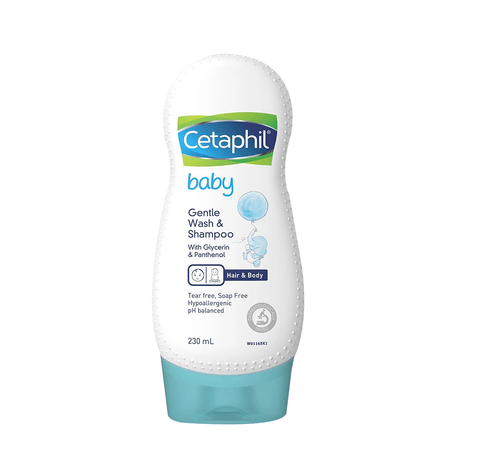 Cetaphil®
baby
Gentle
Wash &
Shampoo
With Glycerin
& Panthenol
Hair & Body
Tear free, Soap Free
Hypoallergenic
pH balanced
230 mL